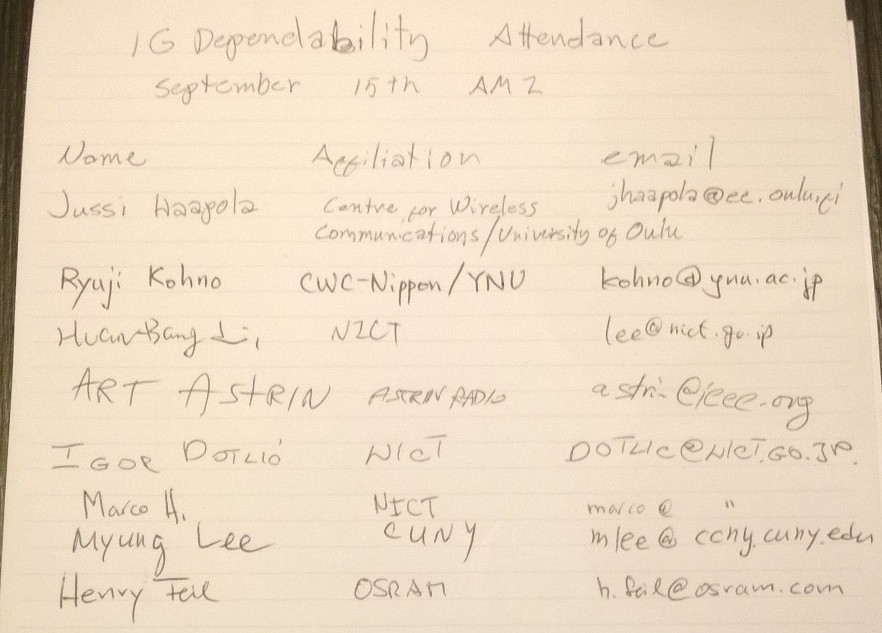 IG Dependability Attendance
September 15th AM2
Name Affiliation email
Jussi Haapola Centre for Wireless jhaapola@ee.oulu.fi
Communications/University of Oulu
Ryuji Kohno CWC-Nippon/YNU kohno@ynu.ac.jp
Huan-Bang Li, NICT lee@nict.go.jp
ART ASTRIN ASTRIN RADIO astrin@ieee.org
IGOR DOTLIĆ NICT DOTLIC@NICT.GO.JP.
Marco H. NICT marco@ "
Myung Lee CUNY mlee@ccny.cuny.edu
Henry Feil OSRAM h.feil@osram.com